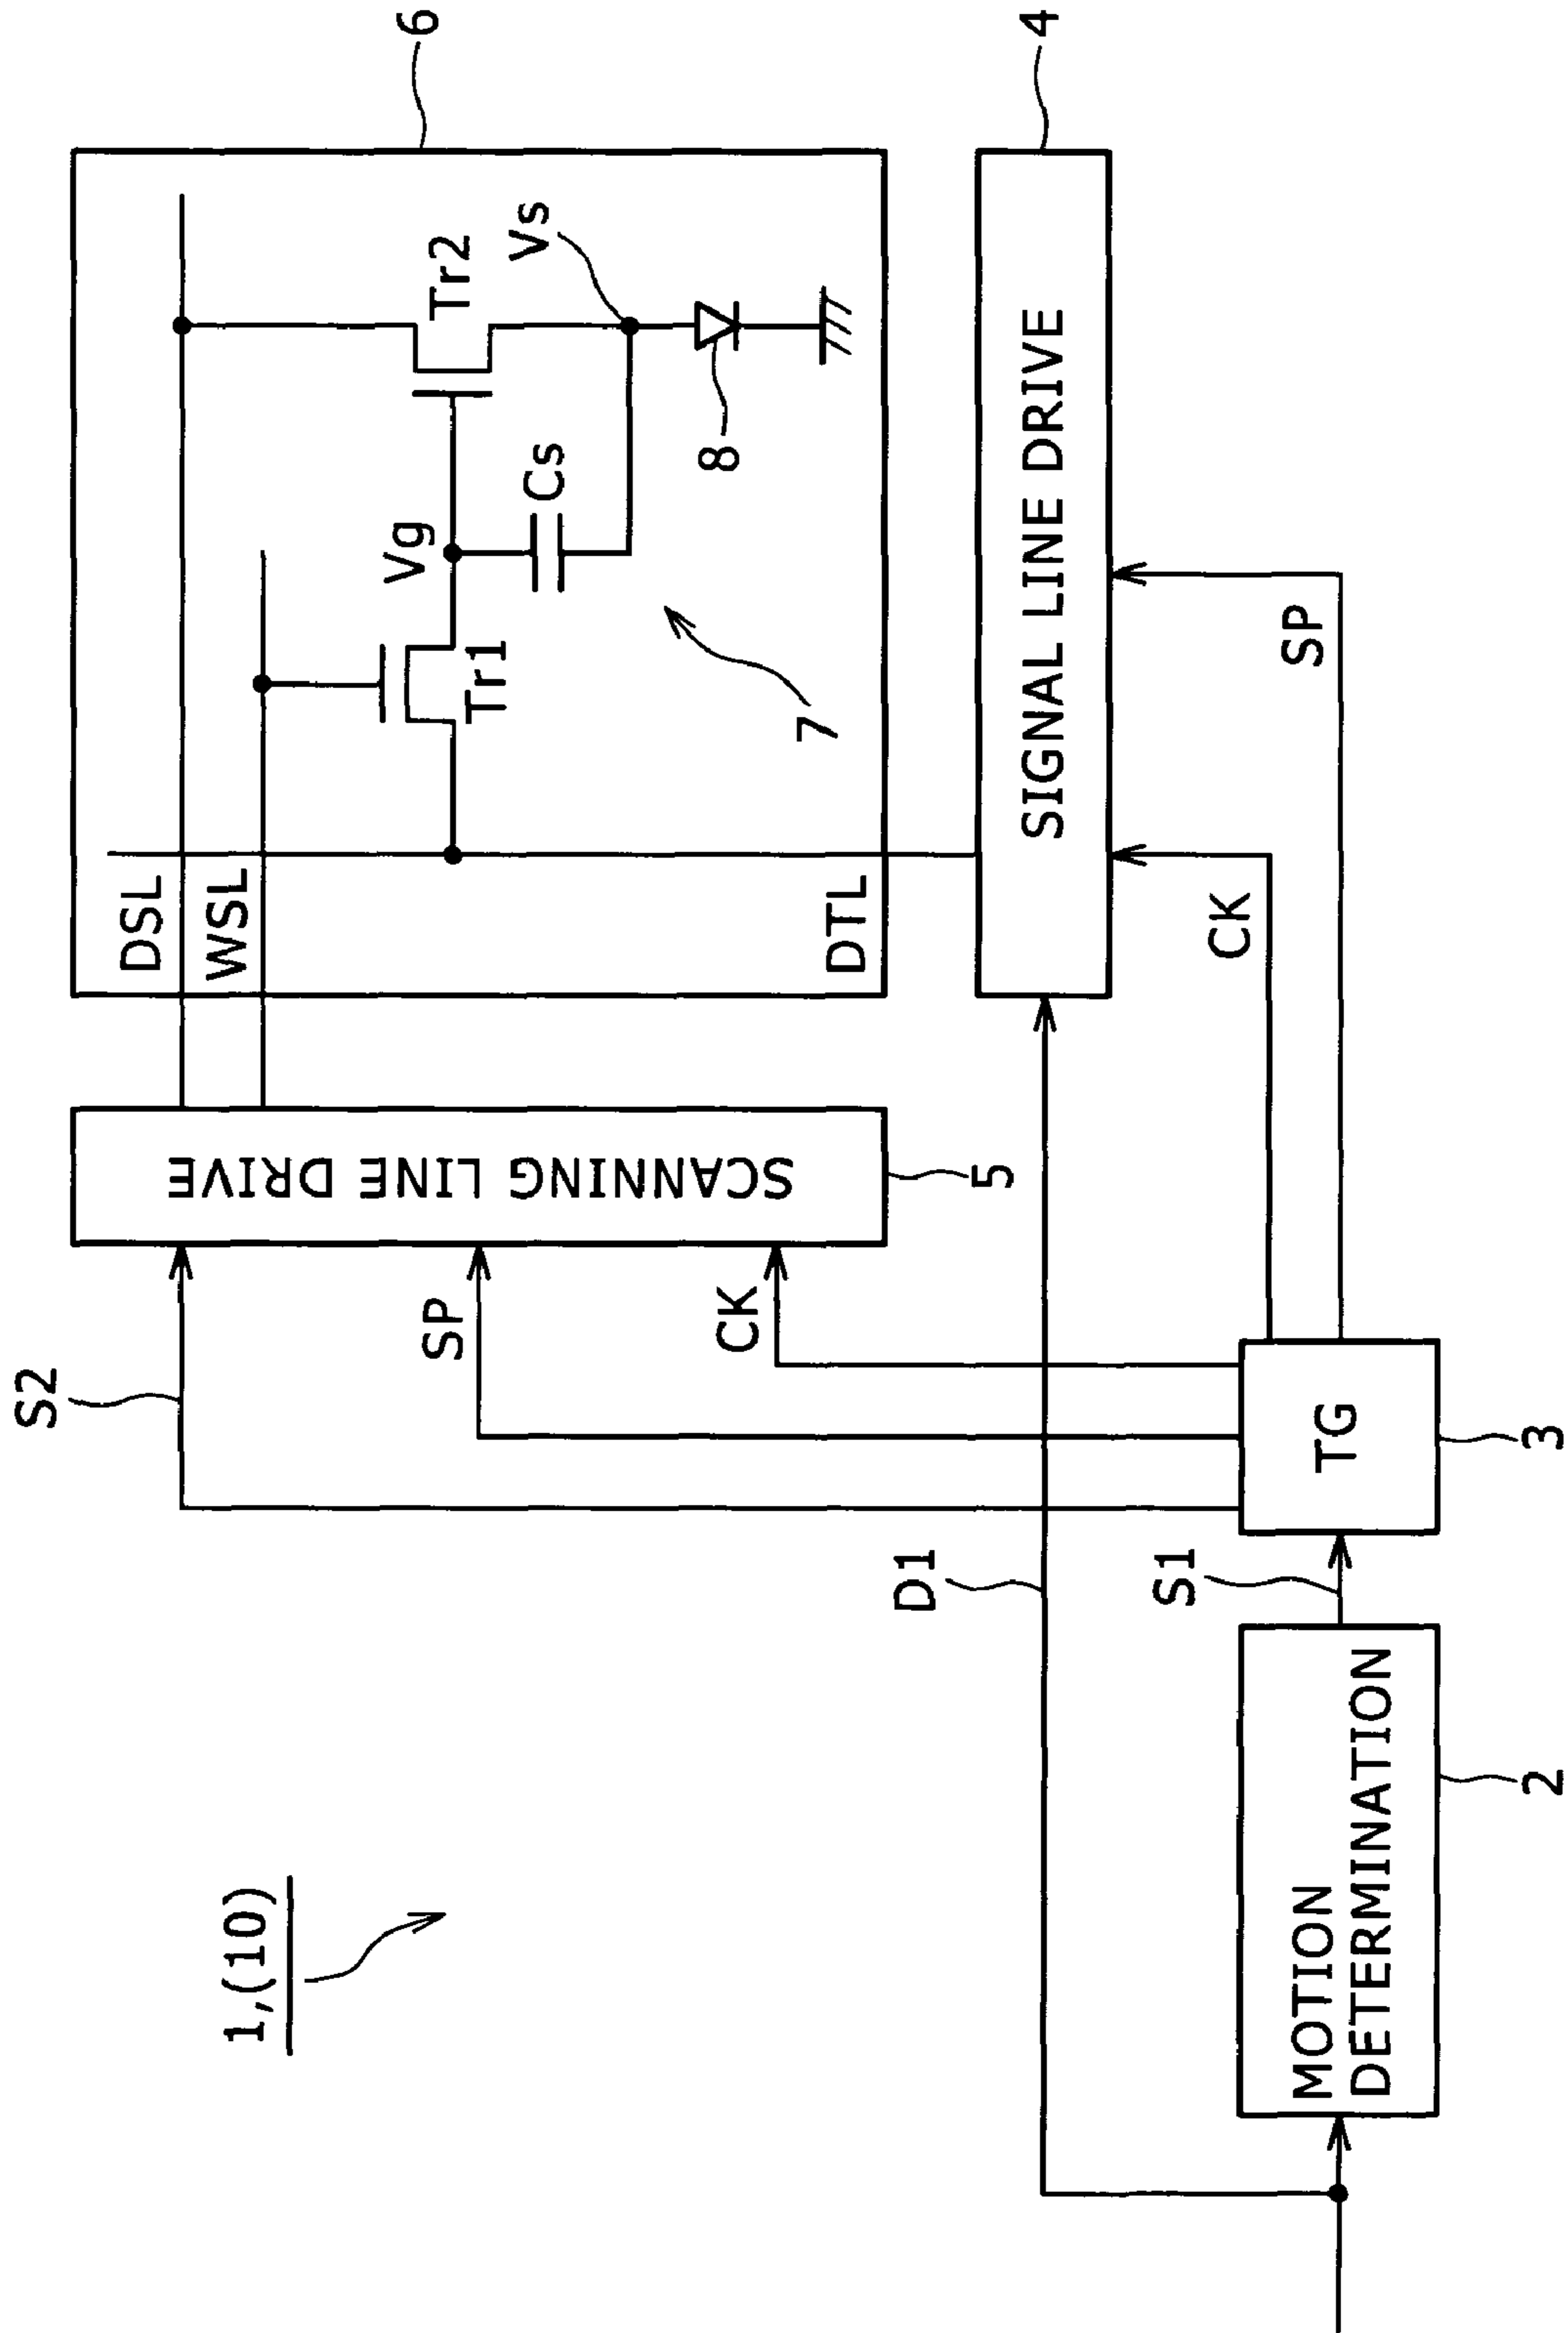 1,(10)
S2
SP
CK
SCANNING LINE DRIVE
5
DSL
WSL
DTL
Vg
Tr1
Tr2
Cs
Vs
8
7
6
D1
SIGNAL LINE DRIVE
4
CK
SP
MOTION
DETERMINATION
2
S1
TG
3